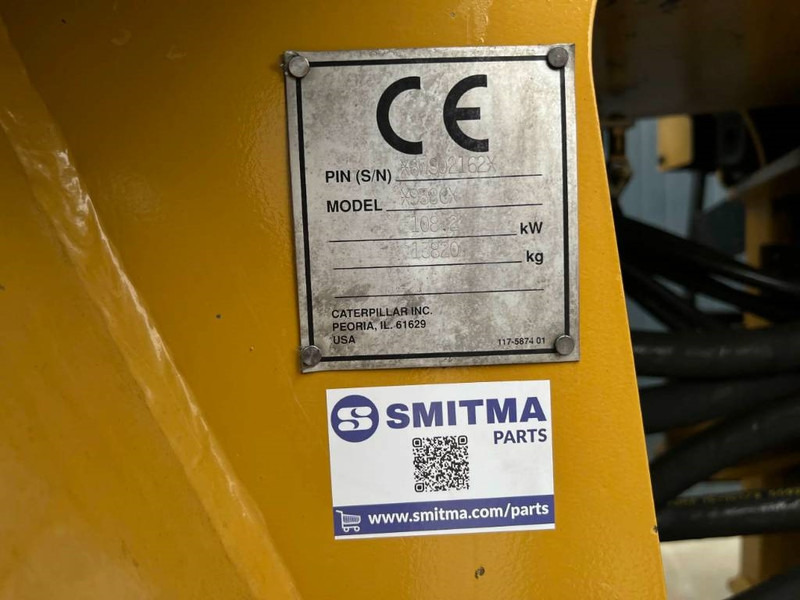 CE
PIN (S/N)
MODEL
kW
kg
CATERPILLAR INC.
PEORIA, IL. 61629
USA
117-5874 01
S SMITMA
PARTS
www.smitma.com/parts